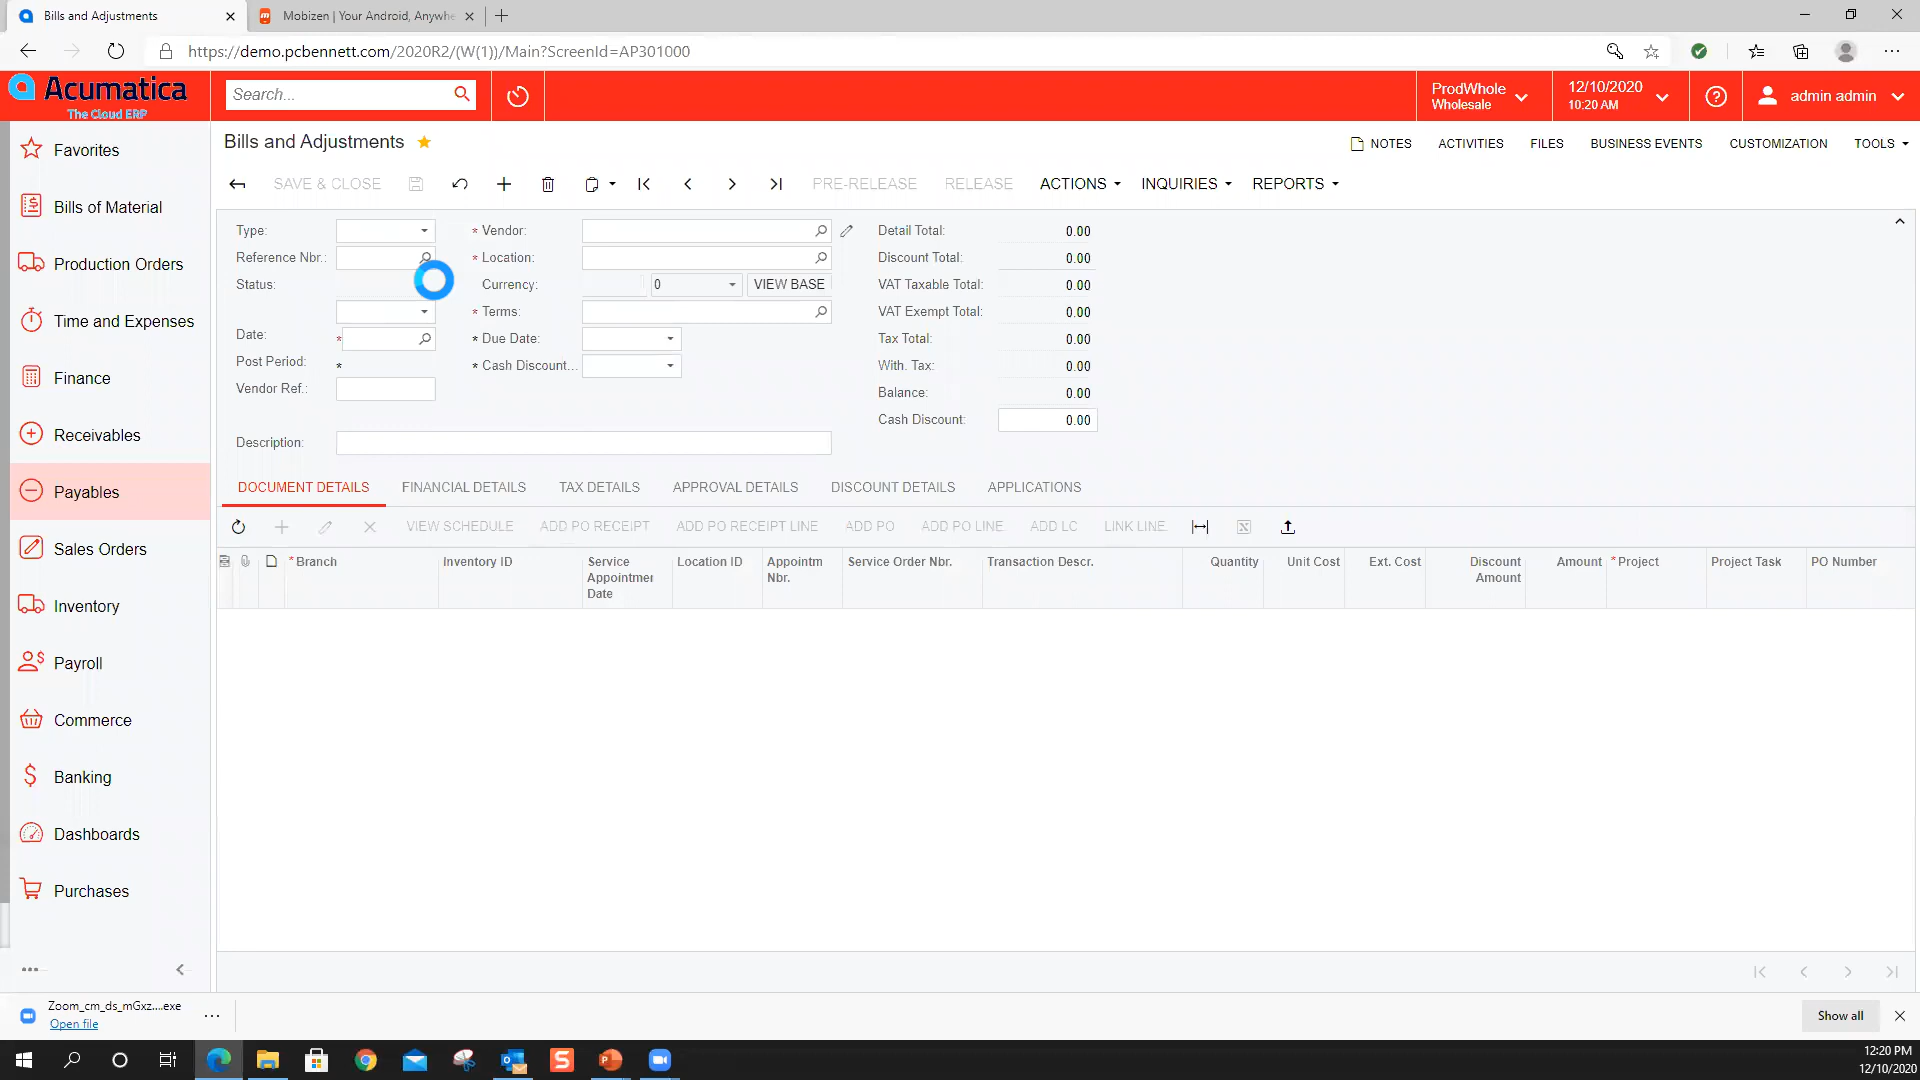 Bills and Adjustments
Mobizen | Your Android, Anywhe
https://demo.pcbennett.com/2020R2/(W(1))/Main?ScreenId=AP301000
Acumatica
The Cloud ERP
Search...
ProdWhole
Wholesale
12/10/2020
10:20 AM
admin admin
Favorites
Bills of Material
Production Orders
Time and Expenses
Finance
Receivables
Payables
Sales Orders
Inventory
Payroll
Commerce
Banking
Dashboards
Purchases
Bills and Adjustments
NOTES ACTIVITIES FILES BUSINESS EVENTS CUSTOMIZATION TOOLS
SAVE & CLOSE PRE-RELEASE RELEASE ACTIONS INQUIRIES REPORTS
Type:
Reference Nbr.:
Status:
Date: *
Post Period: *
Vendor Ref.:
Description:
* Vendor:
* Location:
Currency: 0 VIEW BASE
* Terms:
* Due Date:
* Cash Discount...
Detail Total: 0.00
Discount Total: 0.00
VAT Taxable Total: 0.00
VAT Exempt Total: 0.00
Tax Total: 0.00
With. Tax: 0.00
Balance: 0.00
Cash Discount: 0.00
DOCUMENT DETAILS FINANCIAL DETAILS TAX DETAILS APPROVAL DETAILS DISCOUNT DETAILS APPLICATIONS
VIEW SCHEDULE ADD PO RECEIPT ADD PO RECEIPT LINE ADD PO ADD PO LINE ADD LC LINK LINE
* Branch
Inventory ID
Service
Appointmer
Date
Location ID
Appointm
Nbr.
Service Order Nbr.
Transaction Descr.
Quantity
Unit Cost
Ext. Cost
Discount
Amount
Amount
* Project
Project Task
PO Number
Zoom_cm_ds_mGxz....exe
Open file
Show all
12:20 PM
12/10/2020